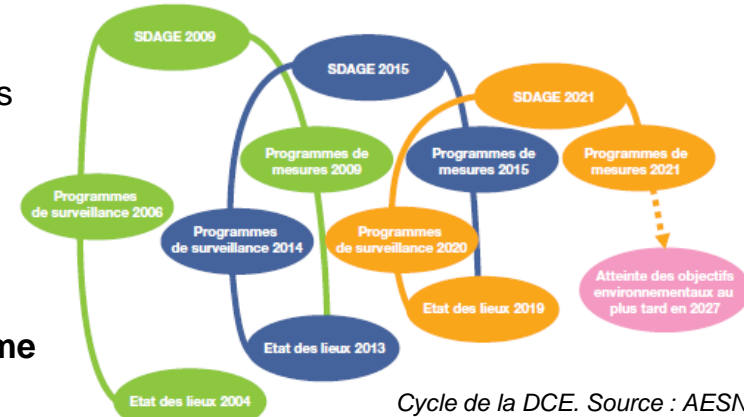 SDAGE 2009
SDAGE 2015
SDAGE 2021
s
Programmes de
mesures 2009
Programmes de
mesures 2015
Programmes de
mesures 2021
Programmes
de surveillance 2006
Programmes
de surveillance 2014
Programmes
de surveillance 2020
Atteinte des objectifs
environnementaux au
plus tard en 2027
Etat des lieux 2019
Etat des lieux 2013
me
Etat des lieux 2004
Cycle de la DCE. Source : AESN